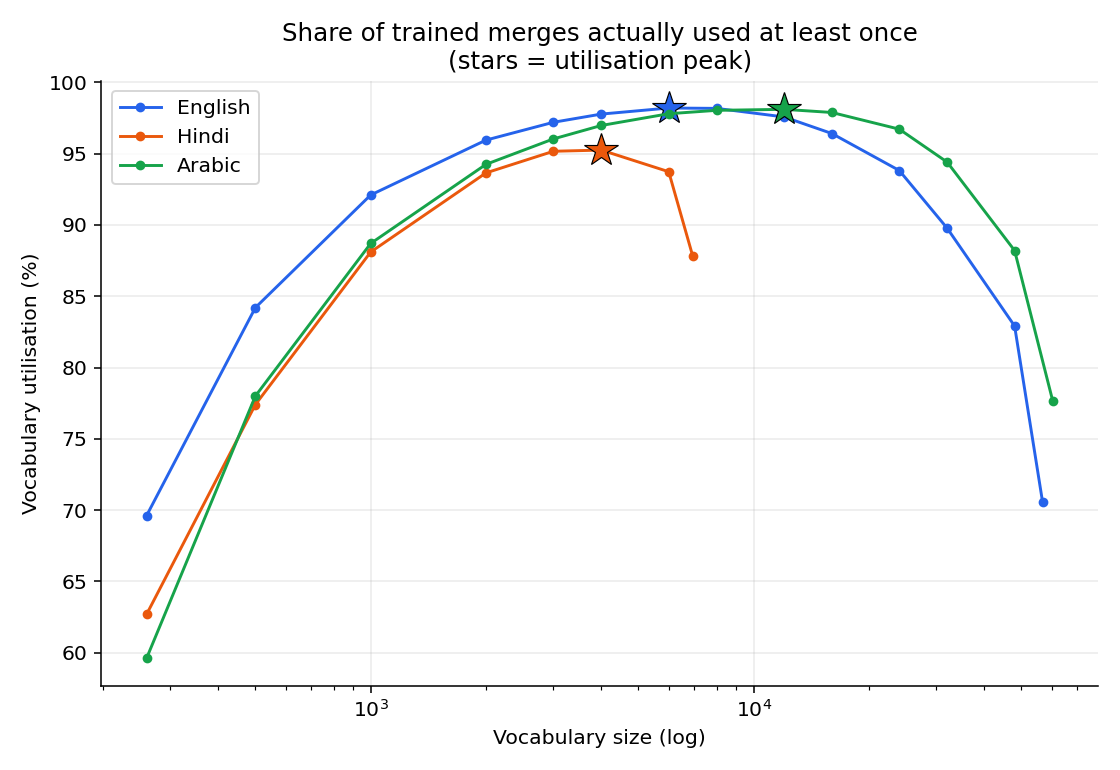 Share of trained merges actually used at least once
(stars = utilisation peak)
English
Hindi
Arabic
Vocabulary utilisation (%)
100
95
90
85
80
75
70
65
60
10³
10⁴
Vocabulary size (log)